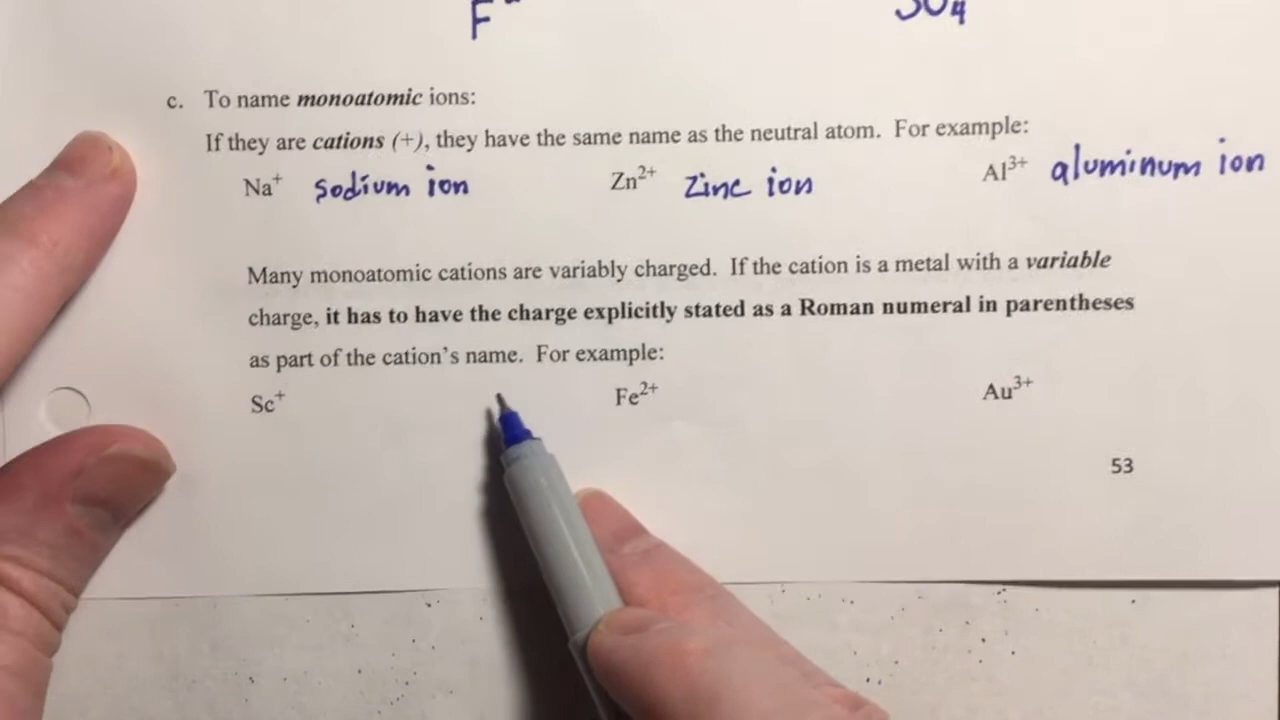 F⁻ SO₄
c. To name monoatomic ions:
If they are cations (+), they have the same name as the neutral atom. For example:
Na⁺ sodium ion Zn²⁺ Zinc ion Al³⁺ aluminum ion
Many monoatomic cations are variably charged. If the cation is a metal with a variable
charge, it has to have the charge explicitly stated as a Roman numeral in parentheses
as part of the cation's name. For example:
Sc⁺ Fe²⁺ Au³⁺
53